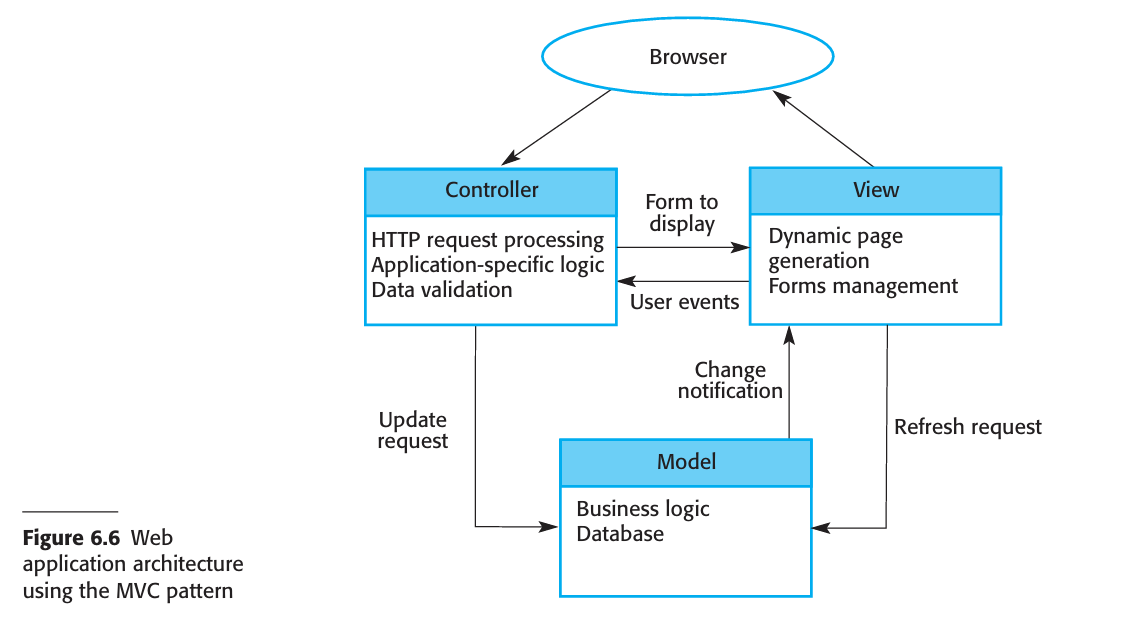 Browser
Controller
HTTP request processing
Application-specific logic
Data validation
Form to
display
User events
View
Dynamic page
generation
Forms management
Update
request
Change
notification
Refresh request
Model
Business logic
Database
Figure 6.6 Web
application architecture
using the MVC pattern